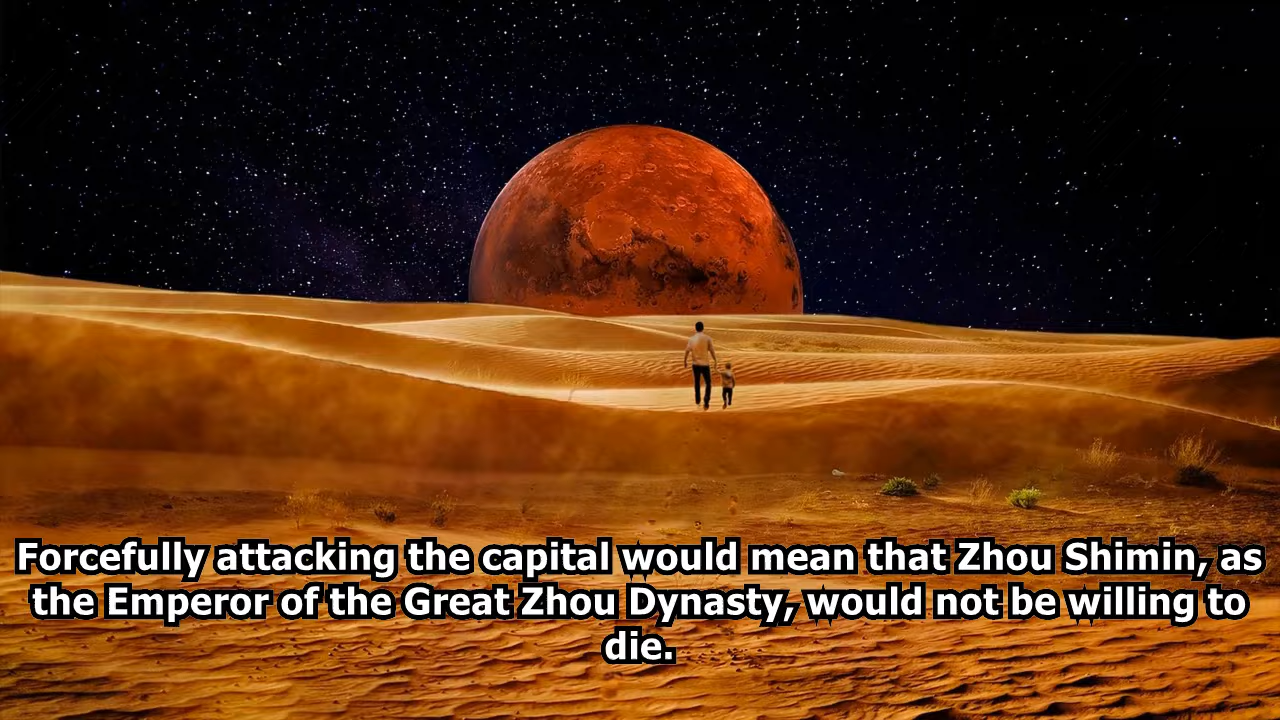 Forcefully attacking the capital would mean that Zhou Shimin, as
the Emperor of the Great Zhou Dynasty, would not be willing to
die.